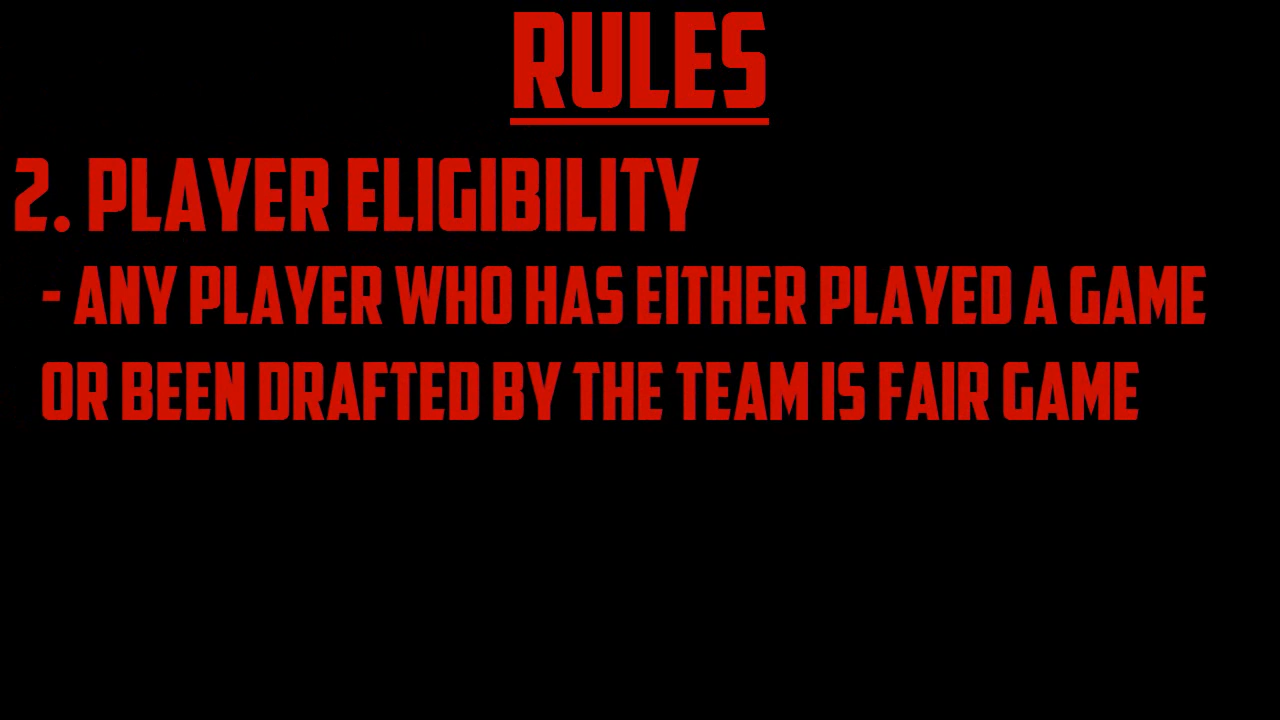 RULES
2. PLAYER ELIGIBILITY
- ANY PLAYER WHO HAS EITHER PLAYED A GAME
OR BEEN DRAFTED BY THE TEAM IS FAIR GAME